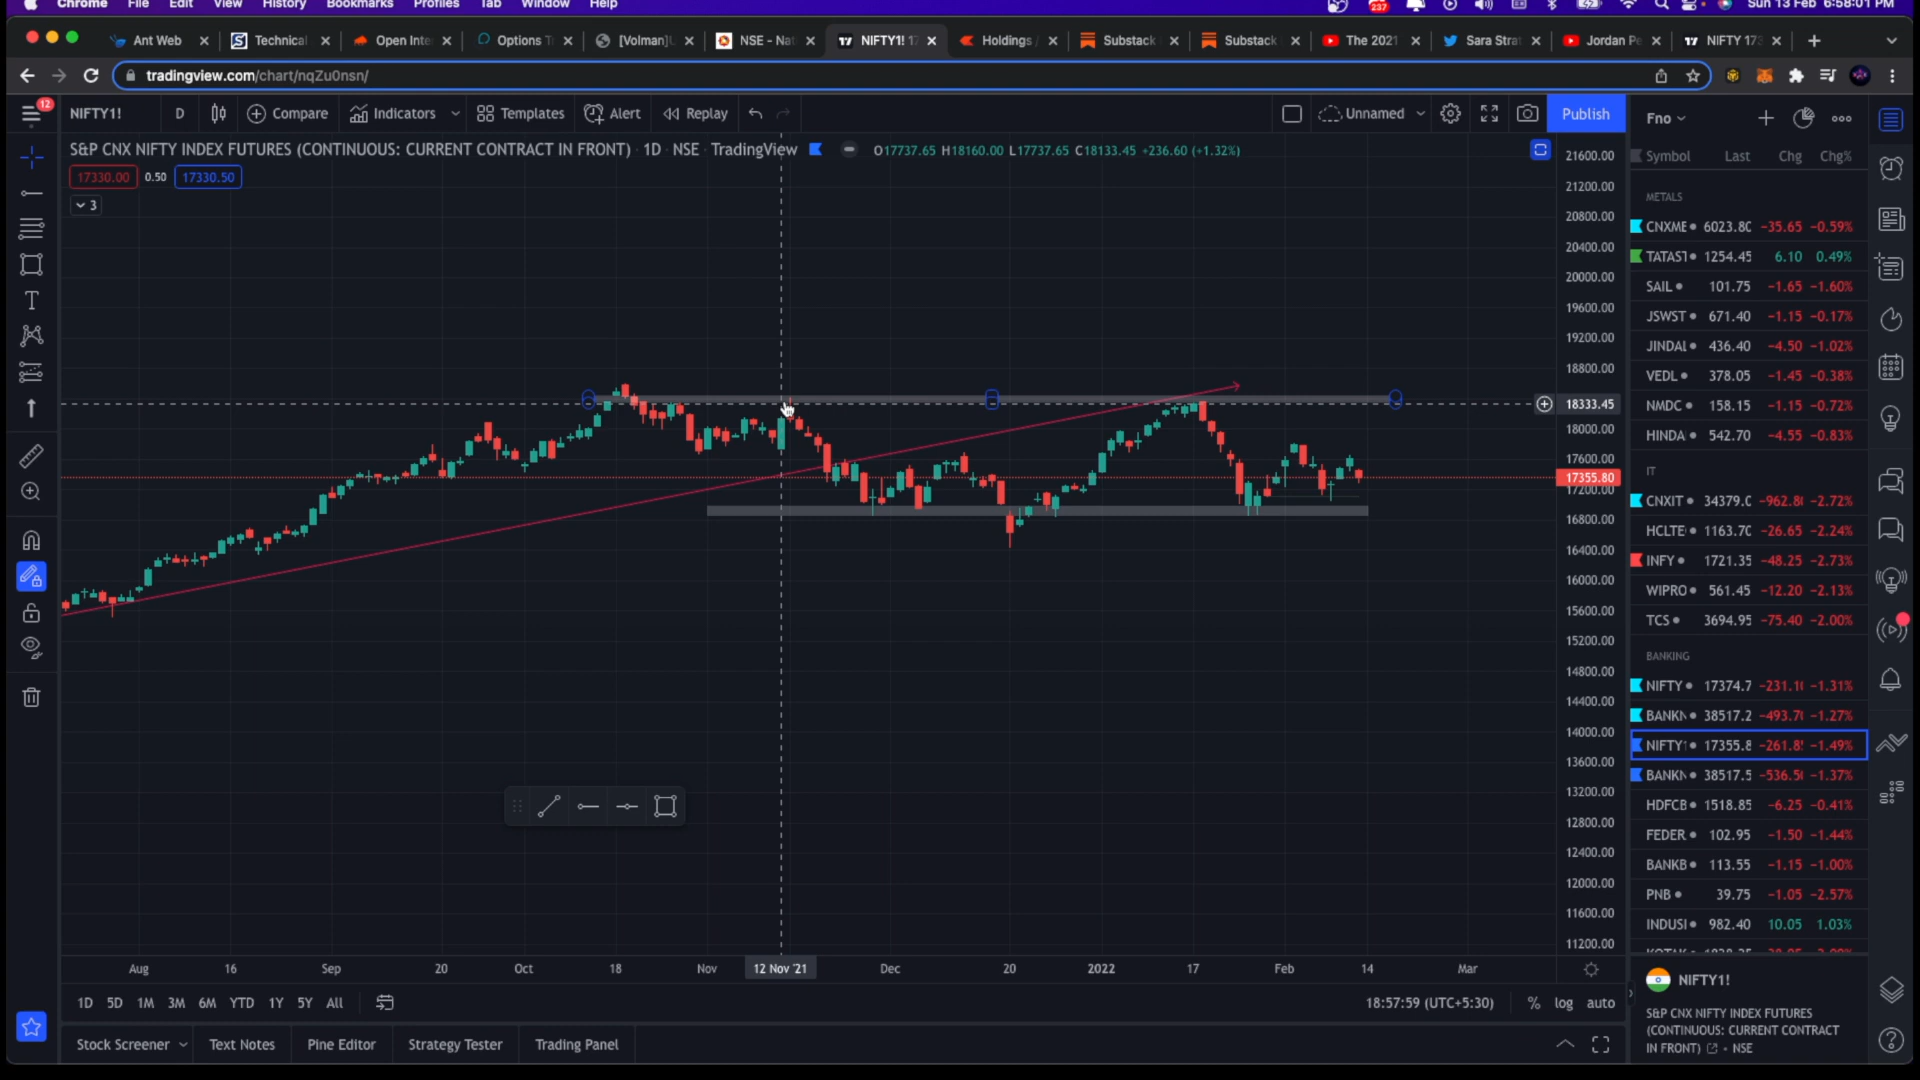 Chrome File Edit View History Bookmarks Profiles Tab Window Help 237 Sun 13 Feb 6:58:01 PM
Ant Web Technical Open Inte Options T [Volman] NSE - Nat NIFTY1! 17 Holdings / Substack Substack The 2021 Sara Strat Jordan Pe NIFTY 173
tradingview.com/chart/nqZu0nsn/
12 NIFTY1! D Compare Indicators Templates Alert Replay Unnamed Publish
Fno
S&P CNX NIFTY INDEX FUTURES (CONTINUOUS: CURRENT CONTRACT IN FRONT) · 1D · NSE · TradingView O17737.65 H18160.00 L17737.65 C18133.45 +236.60 (+1.32%)
17330.00 0.50 17330.50
3
21600.00
21200.00
20800.00
20400.00
20000.00
19600.00
19200.00
18800.00
18333.45
18000.00
17600.00
17355.80
17200.00
16800.00
16400.00
16000.00
15600.00
15200.00
14800.00
14400.00
14000.00
13600.00
13200.00
12800.00
12400.00
12000.00
11600.00
11200.00
Aug 16 Sep 20 Oct 18 Nov 12 Nov '21 Dec 20 2022 17 Feb 14 Mar
1D 5D 1M 3M 6M YTD 1Y 5Y All 18:57:59 (UTC+5:30) % log auto
Stock Screener Text Notes Pine Editor Strategy Tester Trading Panel
Symbol Last Chg Chg%
METALS
CNXME 6023.80 -35.65 -0.59%
TATAST 1254.45 6.10 0.49%
SAIL 101.75 -1.65 -1.60%
JSWST 671.40 -1.15 -0.17%
JINDAL 436.40 -4.50 -1.02%
VEDL 378.05 -1.45 -0.38%
NMDC 158.15 -1.15 -0.72%
HINDA 542.70 -4.55 -0.83%
IT
CNXIT 34379.0 -962.80 -2.72%
HCLTE 1163.70 -26.65 -2.24%
INFY 1721.35 -48.25 -2.73%
WIPRO 561.45 -12.20 -2.13%
TCS 3694.95 -75.40 -2.00%
BANKING
NIFTY 17374.7 -231.10 -1.31%
BANKN 38517.2 -493.70 -1.27%
NIFTY1 17355.8 -261.85 -1.49%
BANKN 38517.5 -536.50 -1.37%
HDFCB 1518.85 -6.25 -0.41%
FEDER 102.95 -1.50 -1.44%
BANKB 113.55 -1.15 -1.00%
PNB 39.75 -1.05 -2.57%
INDUSI 982.40 10.05 1.03%
NIFTY1!
S&P CNX NIFTY INDEX FUTURES
(CONTINUOUS: CURRENT CONTRACT
IN FRONT) • NSE